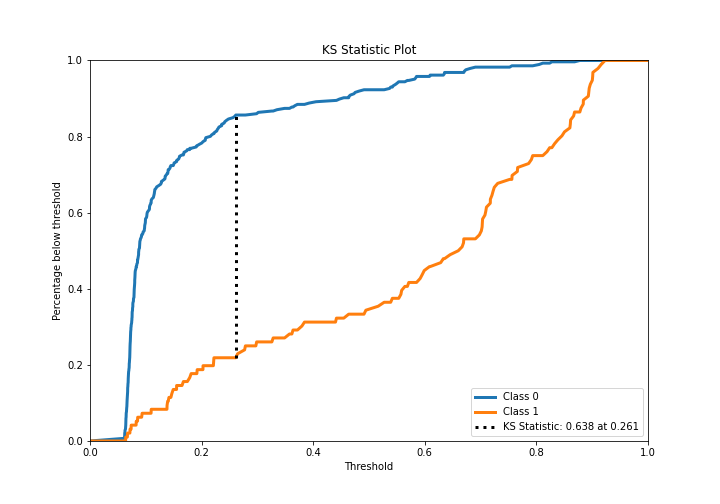 KS Statistic Plot
1.0
0.8
0.6
0.4
0.2
0.0
Percentage below threshold
0.0 0.2 0.4 0.6 0.8 1.0
Threshold
Class 0
Class 1
KS Statistic: 0.638 at 0.261